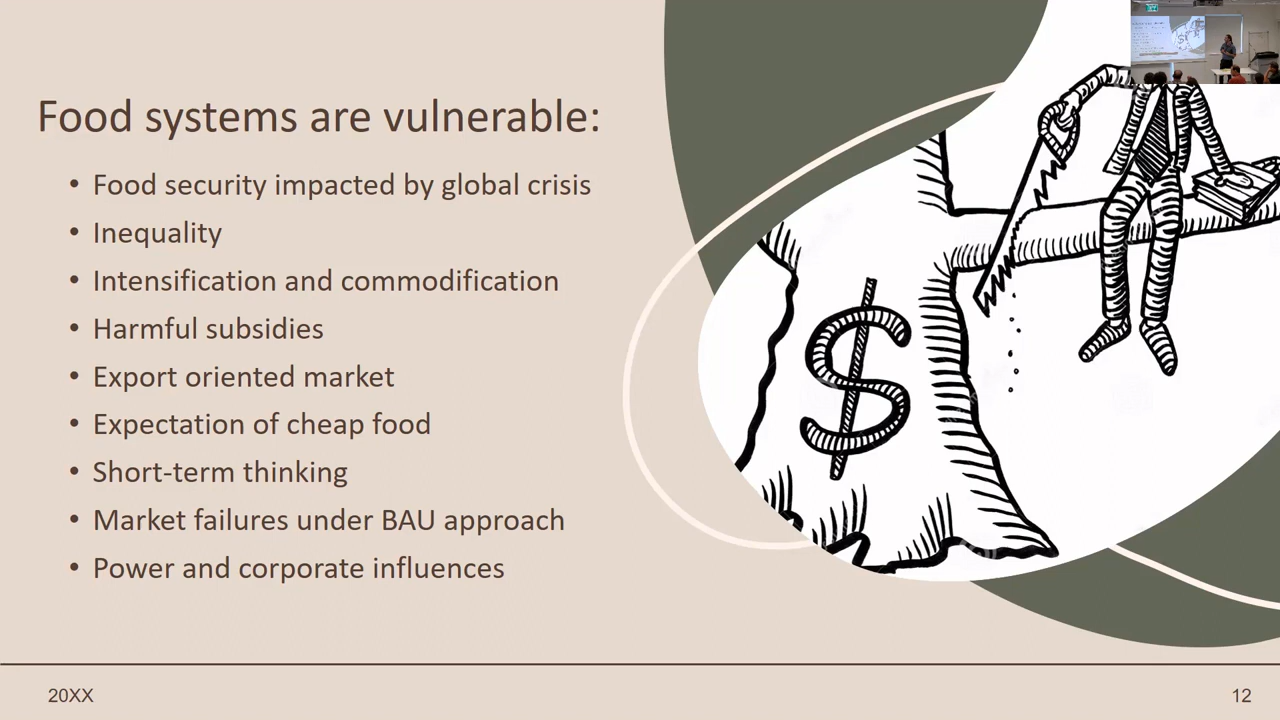 Food systems are vulnerable:
• Food security impacted by global crisis
• Inequality
• Intensification and commodification
• Harmful subsidies
• Export oriented market
• Expectation of cheap food
• Short-term thinking
• Market failures under BAU approach
• Power and corporate influences
$
20XX
12